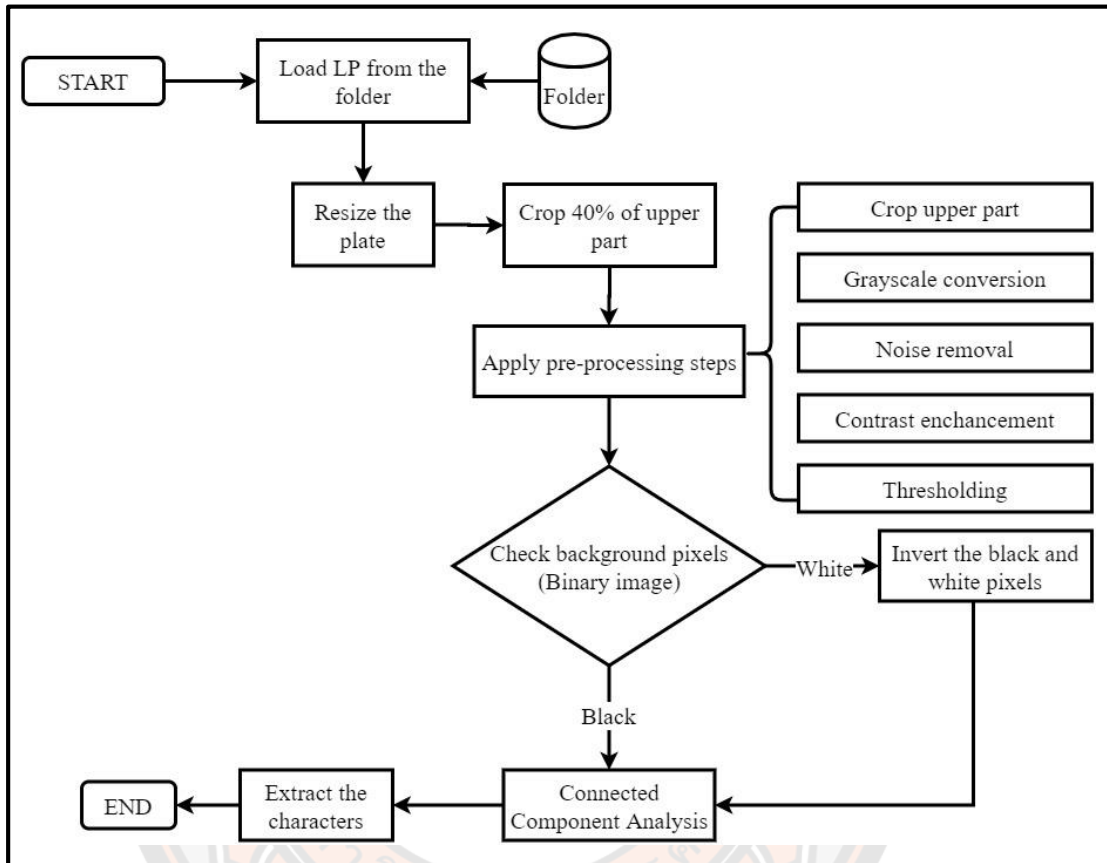 START
Load LP from the
folder
Folder
Resize the
plate
Crop 40% of upper
part
Crop upper part
Grayscale conversion
Noise removal
Contrast enchancement
Thresholding
Apply pre-processing steps
Check background pixels
(Binary image)
White
Invert the black and
white pixels
Black
Connected
Component Analysis
Extract the
characters
END